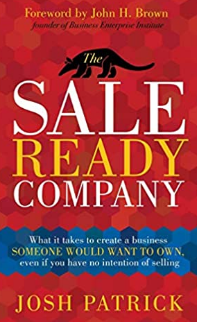 Foreword by John H. Brown
founder of Business Enterprise Institute
The
SALE
READY
COMPANY
What it takes to create a business
SOMEONE WOULD WANT TO OWN,
even if you have no intention of selling
JOSH PATRICK